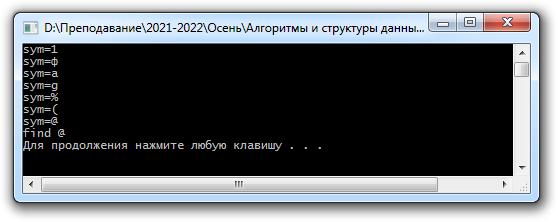 D:\Преподавание\2021-2022\Осень\Алгоритмы и структуры данны...
sym=1
sym=ф
sym=а
sym=g
sym=%
sym=(
sym=@
find @
Для продолжения нажмите любую клавишу . . .